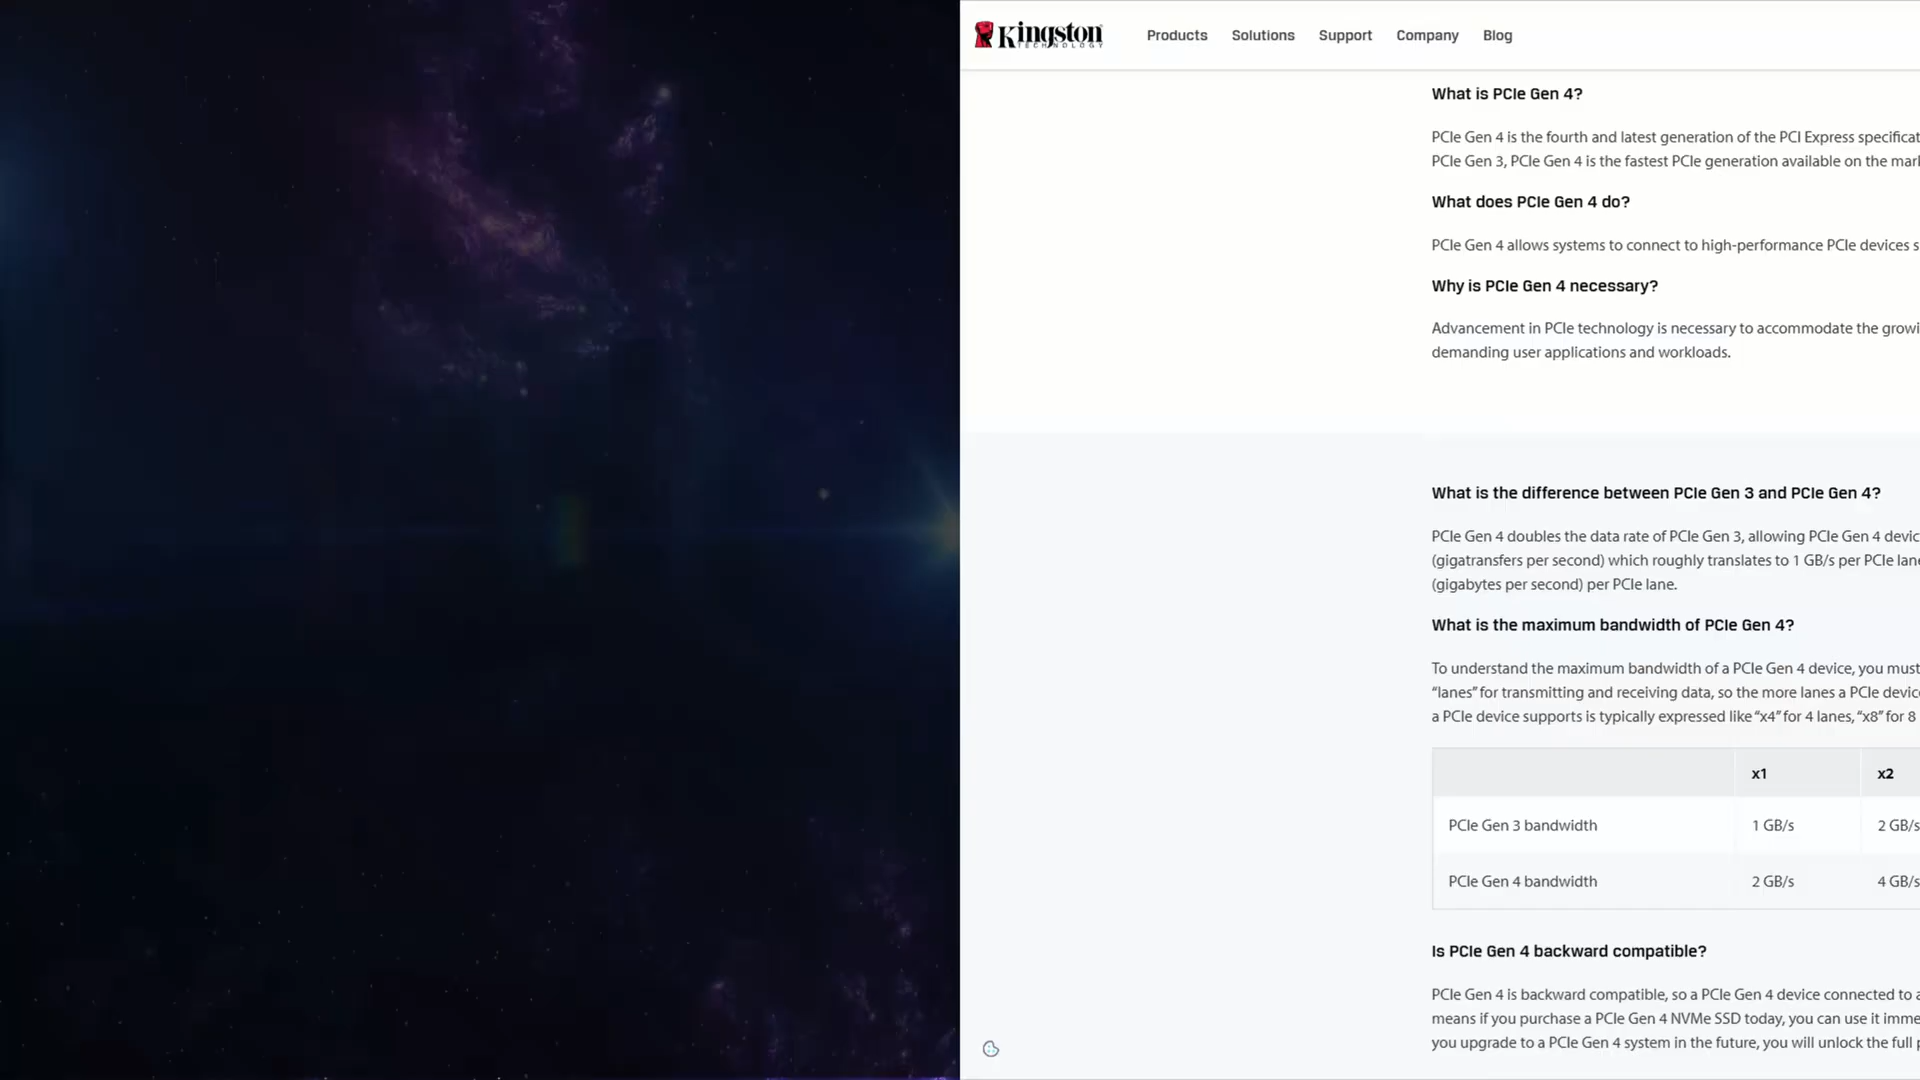 Kingston
TECHNOLOGY
Products Solutions Support Company Blog
What is PCIe Gen 4?
PCIe Gen 4 is the fourth and latest generation of the PCI Express
PCIe Gen 3, PCIe Gen 4 is the fastest PCIe generation available on the
What does PCIe Gen 4 do?
PCIe Gen 4 allows systems to connect to high-performance PCIe devices
Why is PCIe Gen 4 necessary?
Advancement in PCIe technology is necessary to accommodate the
demanding user applications and workloads.
What is the difference between PCIe Gen 3 and PCIe Gen 4?
PCIe Gen 4 doubles the data rate of PCIe Gen 3, allowing PCIe Gen 4
(gigatransfers per second) which roughly translates to 1 GB/s per PCIe
(gigabytes per second) per PCIe lane.
What is the maximum bandwidth of PCIe Gen 4?
To understand the maximum bandwidth of a PCIe Gen 4 device, you must
“lanes” for transmitting and receiving data, so the more lanes a PCIe
a PCIe device supports is typically expressed like “x4” for 4 lanes, “x8” for 8
x1 x2
PCIe Gen 3 bandwidth 1 GB/s 2 GB/s
PCIe Gen 4 bandwidth 2 GB/s 4 GB/s
Is PCIe Gen 4 backward compatible?
PCIe Gen 4 is backward compatible, so a PCIe Gen 4 device connected to
means if you purchase a PCIe Gen 4 NVMe SSD today, you can use it
you upgrade to a PCIe Gen 4 system in the future, you will unlock the full